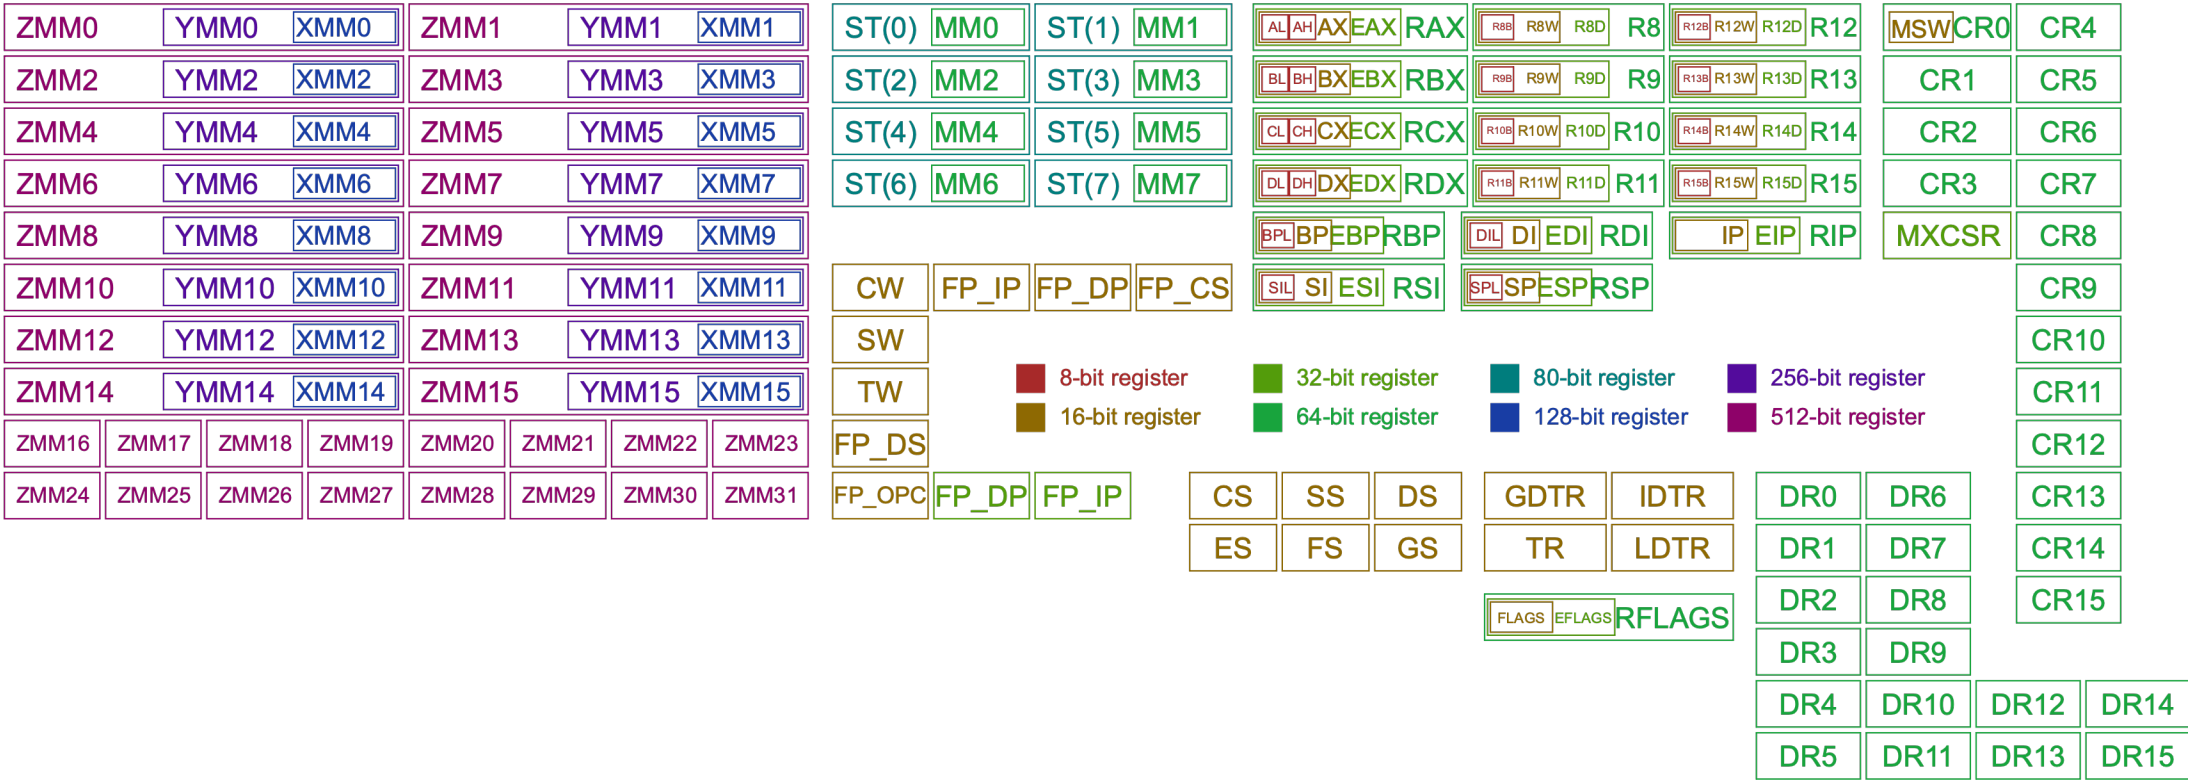 ZMM0 YMM0 XMM0 ZMM1 YMM1 XMM1 ST(0) MM0 ST(1) MM1 AL AH AX EAX RAX R8B R8W R8D R8 R12B R12W R12D R12 MSW CR0 CR4
ZMM2 YMM2 XMM2 ZMM3 YMM3 XMM3 ST(2) MM2 ST(3) MM3 BL BH BX EBX RBX R9B R9W R9D R9 R13B R13W R13D R13 CR1 CR5
ZMM4 YMM4 XMM4 ZMM5 YMM5 XMM5 ST(4) MM4 ST(5) MM5 CL CH CX ECX RCX R10B R10W R10D R10 R14B R14W R14D R14 CR2 CR6
ZMM6 YMM6 XMM6 ZMM7 YMM7 XMM7 ST(6) MM6 ST(7) MM7 DL DH DX EDX RDX R11B R11W R11D R11 R15B R15W R15D R15 CR3 CR7
ZMM8 YMM8 XMM8 ZMM9 YMM9 XMM9 BPL BP EBP RBP DIL DI EDI RDI IP EIP RIP MXCSR CR8
ZMM10 YMM10 XMM10 ZMM11 YMM11 XMM11 CW FP_IP FP_DP FP_CS SIL SI ESI RSI SPL SP ESP RSP CR9
ZMM12 YMM12 XMM12 ZMM13 YMM13 XMM13 SW CR10
ZMM14 YMM14 XMM14 ZMM15 YMM15 XMM15 TW 8-bit register 32-bit register 80-bit register 256-bit register CR11
16-bit register 64-bit register 128-bit register 512-bit register
ZMM16 ZMM17 ZMM18 ZMM19 ZMM20 ZMM21 ZMM22 ZMM23 FP_DS CR12
ZMM24 ZMM25 ZMM26 ZMM27 ZMM28 ZMM29 ZMM30 ZMM31 FP_OPC FP_DP FP_IP CS SS DS GDTR IDTR DR0 DR6 CR13
ES FS GS TR LDTR DR1 DR7 CR14
FLAGS EFLAGS RFLAGS DR2 DR8 CR15
DR3 DR9
DR4 DR10 DR12 DR14
DR5 DR11 DR13 DR15